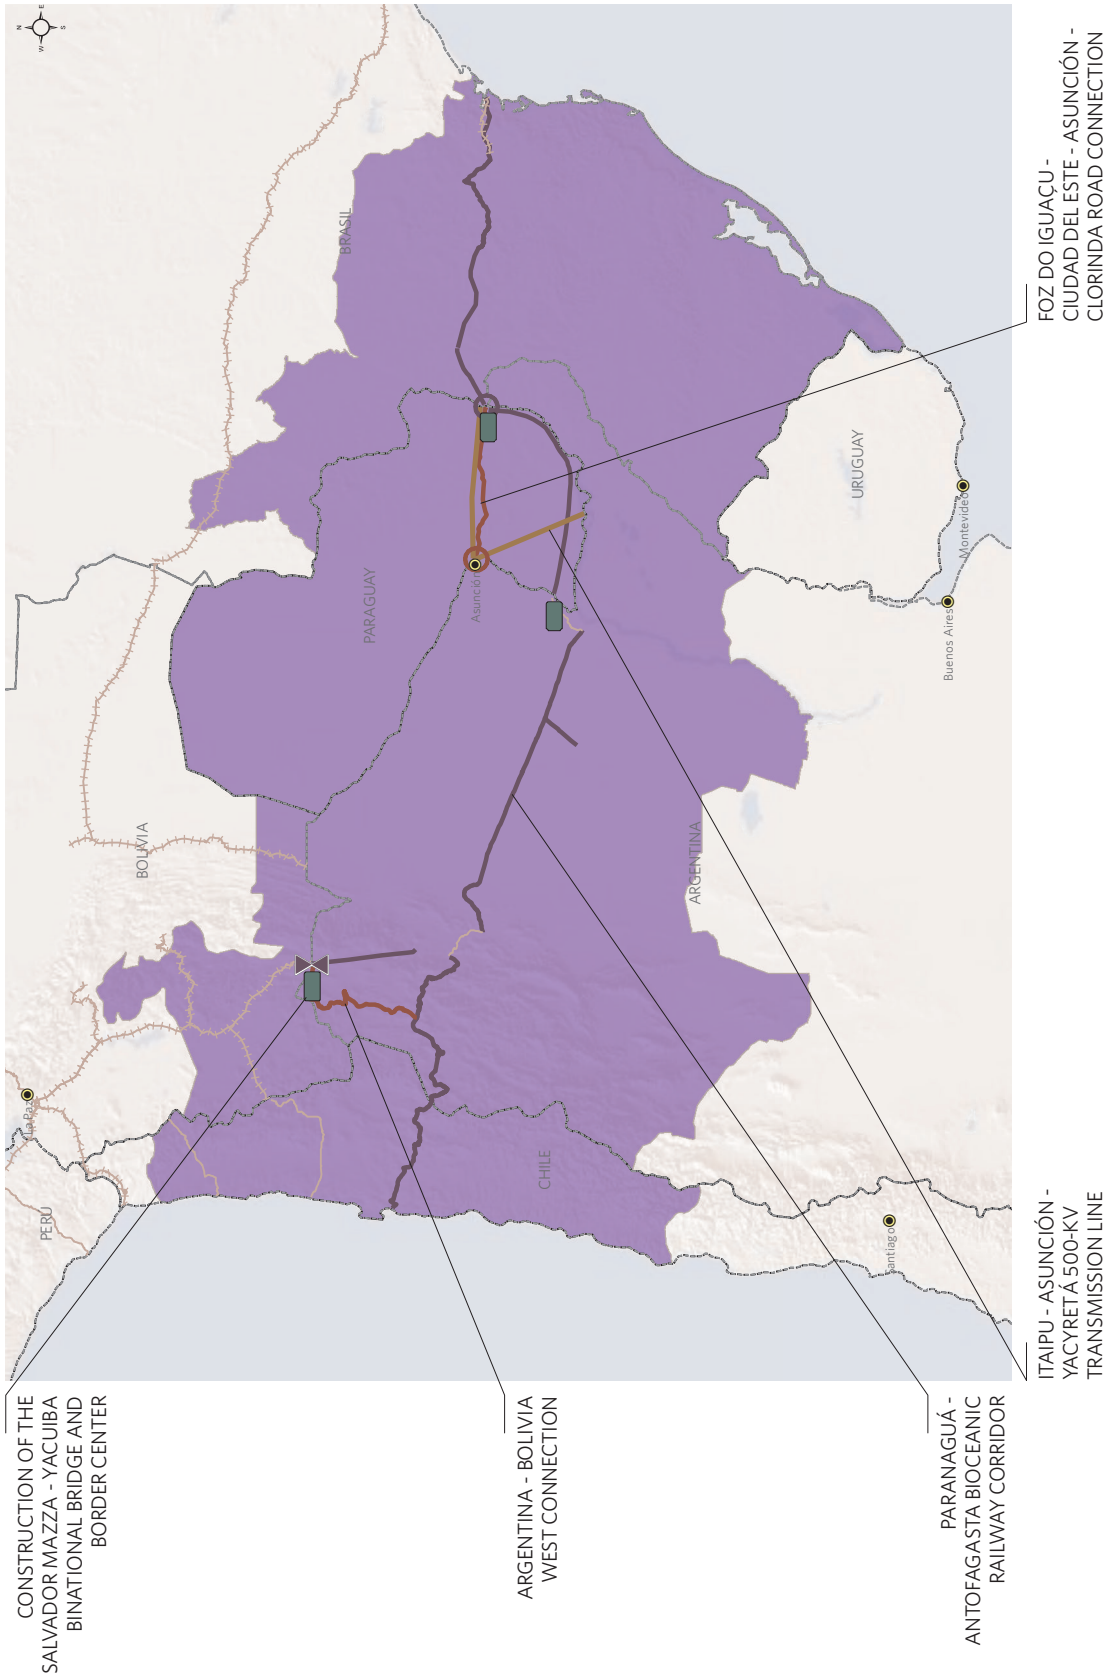 CONSTRUCTION OF THE
SALVADOR MAZZA - YACUIBA
BINATIONAL BRIDGE AND
BORDER CENTER
ARGENTINA - BOLIVIA
WEST CONNECTION
PARANAGUÁ -
ANTOFAGASTA BIOCEANIC
RAILWAY CORRIDOR
ITAIPU - ASUNCIÓN -
YACYRETÁ 500-KV
TRANSMISSION LINE
FOZ DO IGUAÇU -
CIUDAD DEL ESTE - ASUNCIÓN -
CLORINDA ROAD CONNECTION
PERU
La Paz
BOLIVIA
BRASIL
PARAGUAY
Asunción
CHILE
ARGENTINA
URUGUAY
Santiago
Buenos Aires
Montevideo
N
E
S
W